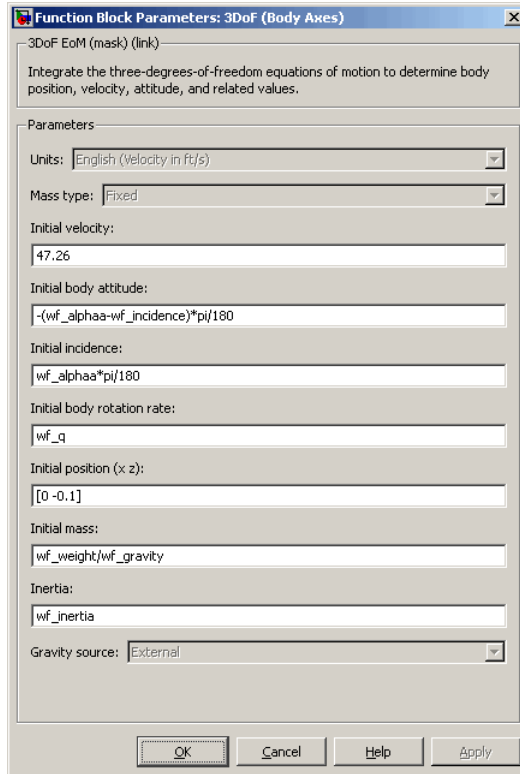 Function Block Parameters: 3DoF (Body Axes)
3DoF EoM (mask) (link)
Integrate the three-degrees-of-freedom equations of motion to determine body
position, velocity, attitude, and related values.
Parameters
Units: English (Velocity in ft/s)
Mass type: Fixed
Initial velocity:
47.26
Initial body attitude:
-(wf_alphaa-wf_incidence)*pi/180
Initial incidence:
wf_alphaa*pi/180
Initial body rotation rate:
wf_q
Initial position (x z):
[0 -0.1]
Initial mass:
wf_weight/wf_gravity
Inertia:
wf_inertia
Gravity source: External
OK Cancel Help Apply